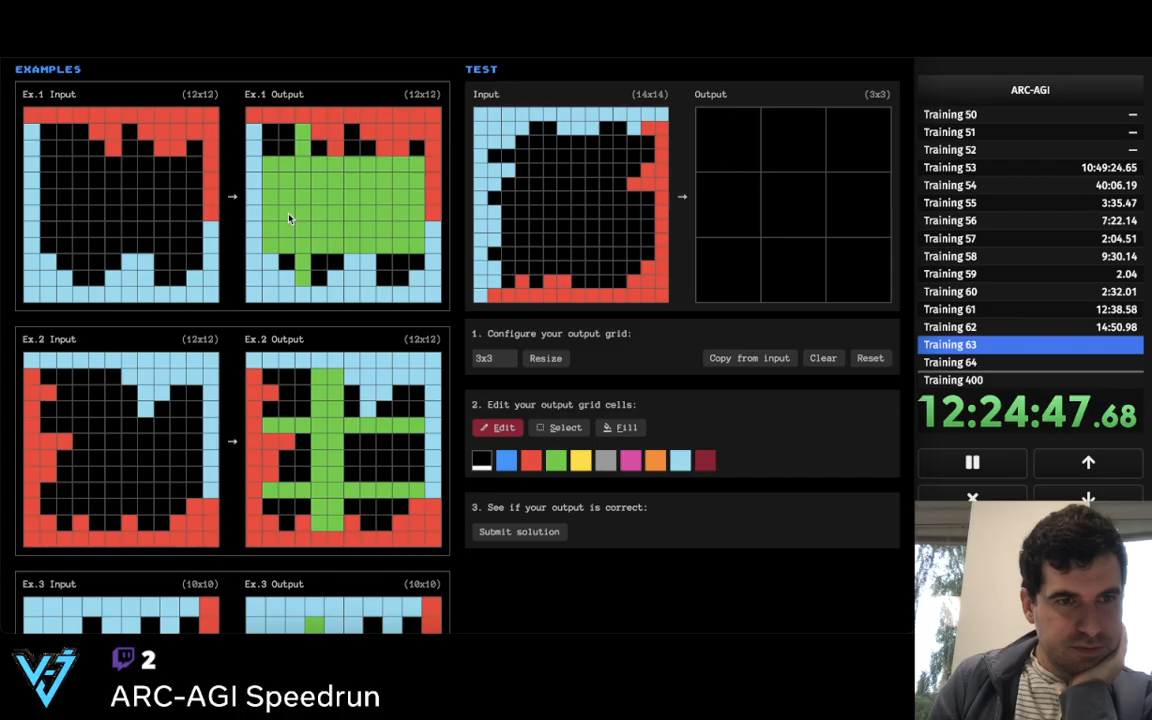 EXAMPLES
Ex.1 Input (12x12) Ex.1 Output (12x12)
→
Ex.2 Input (12x12) Ex.2 Output (12x12)
→
Ex.3 Input (10x10) Ex.3 Output (10x10)
TEST
Input (14x14) Output (3x3)
→
1. Configure your output grid:
3x3 Resize Copy from input Clear Reset
2. Edit your output grid cells:
Edit Select Fill
3. See if your output is correct:
Submit solution
ARC-AGI
Training 50 —
Training 51 —
Training 52 —
Training 53 10:49:24.65
Training 54 40:06.19
Training 55 3:35.47
Training 56 7:22.14
Training 57 2:04.51
Training 58 9:30.14
Training 59 2.04
Training 60 2:32.01
Training 61 12:38.58
Training 62 14:50.98
Training 63
Training 64
Training 400
12:24:47.68
VJ 2
ARC-AGI Speedrun